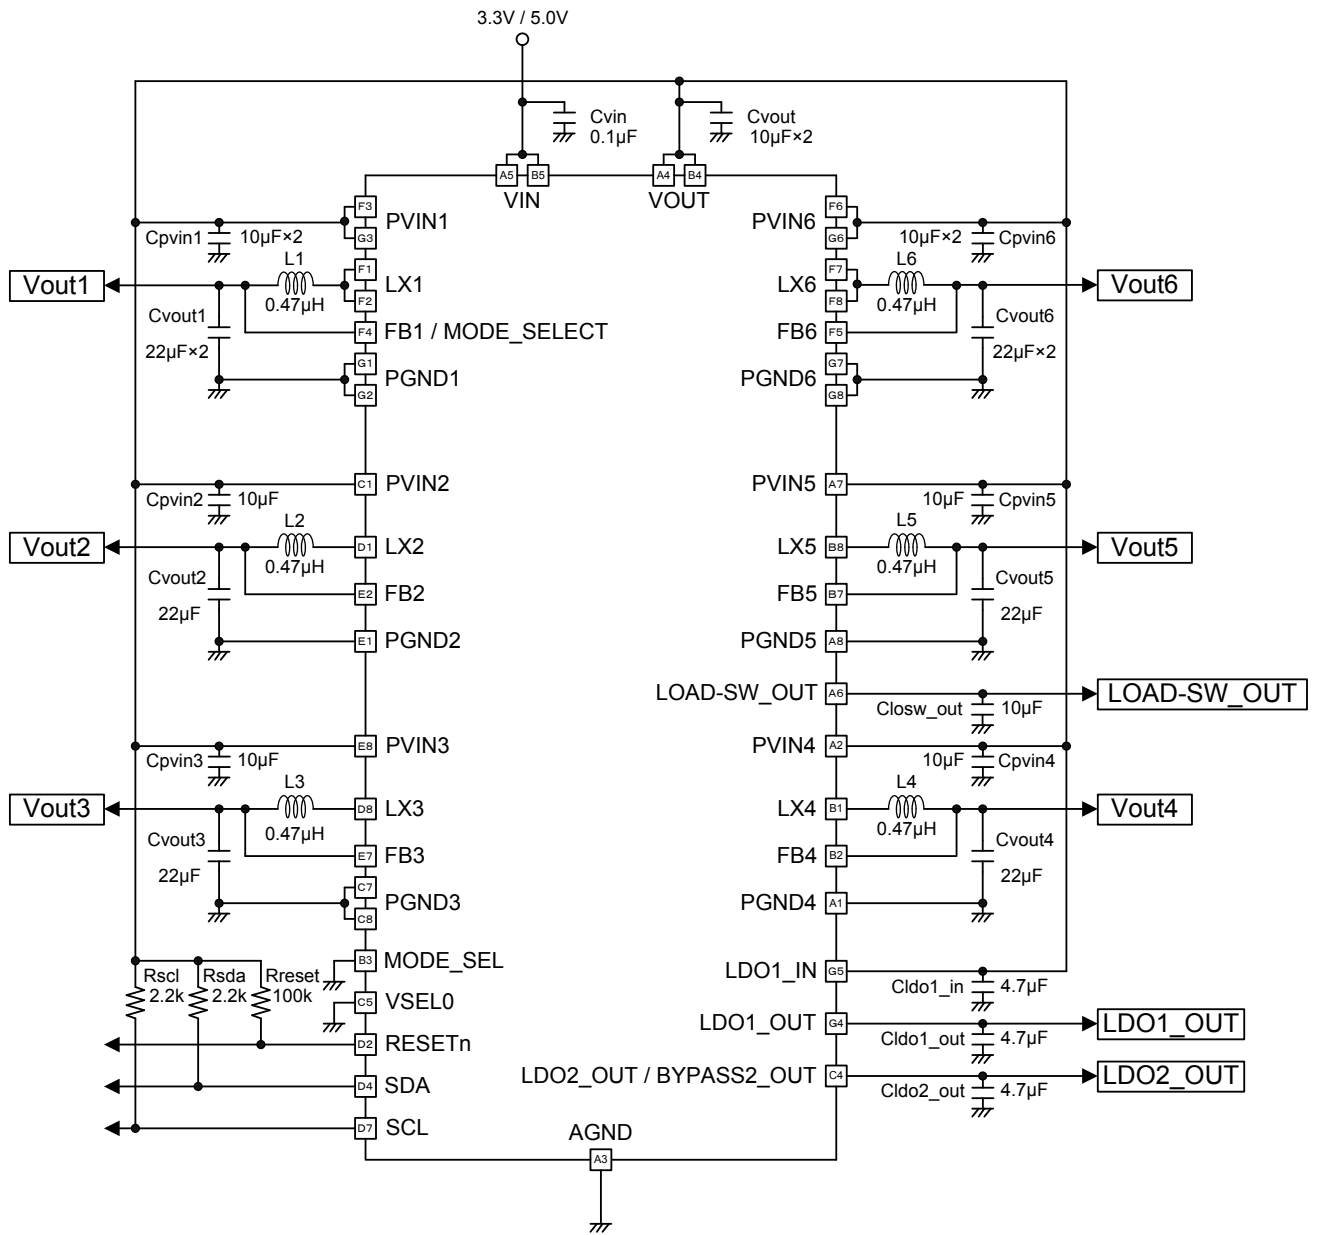 3.3V / 5.0V
Cvin
0.1µF
Cvout
10µF×2
A5
B5
A4
B4
VIN
VOUT
F3
PVIN1
G3
Cpvin1
10µF×2
L1
F1
LX1
F2
0.47µH
Vout1
Cvout1
22µF×2
F4
FB1 / MODE_SELECT
G1
PGND1
G2
PVIN6
F6
G6
10µF×2
Cpvin6
L6
LX6
F7
F8
0.47µH
Vout6
Cvout6
22µF×2
FB6
F5
PGND6
G7
G8
C1
PVIN2
Cpvin2
10µF
L2
D1
LX2
0.47µH
Vout2
Cvout2
22µF
E2
FB2
E1
PGND2
PVIN5
A7
10µF
Cpvin5
L5
LX5
B8
0.47µH
Vout5
Cvout5
22µF
FB5
B7
PGND5
A8
LOAD-SW_OUT
A6
LOAD-SW_OUT
Closw_out
10µF
E8
PVIN3
Cpvin3
10µF
L3
D8
LX3
0.47µH
Vout3
Cvout3
22µF
E7
FB3
C7
PGND3
C8
PVIN4
A2
10µF
Cpvin4
L4
LX4
B1
0.47µH
Vout4
Cvout4
22µF
FB4
B2
PGND4
A1
B3
MODE_SEL
Rscl
2.2k
Rsda
2.2k
Rreset
100k
C5
VSEL0
D2
RESETn
D4
SDA
D7
SCL
LDO1_IN
G5
Cldo1_in
4.7µF
LDO1_OUT
G4
LDO1_OUT
Cldo1_out
4.7µF
LDO2_OUT / BYPASS2_OUT
C4
LDO2_OUT
Cldo2_out
4.7µF
AGND
A3